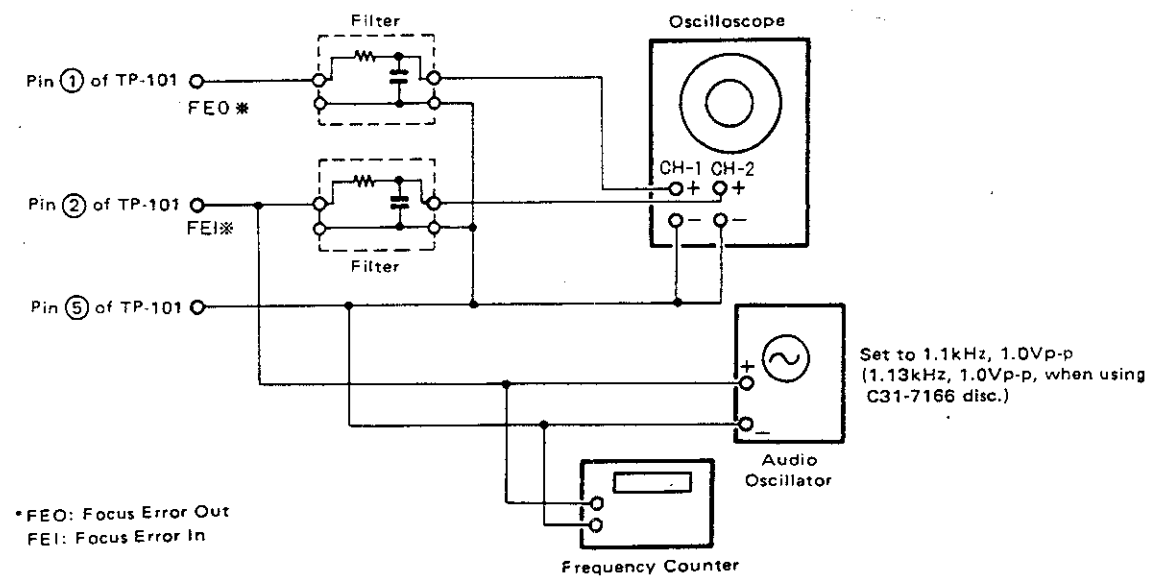 Filter
Oscilloscope
Pin ① of TP-101
FEO ※
CH-1 CH-2
+ +
− −
Pin ② of TP-101
FEI※
Filter
Pin ⑤ of TP-101
+
−
Set to 1.1kHz, 1.0Vp-p
(1.13kHz, 1.0Vp-p, when using
C31-7166 disc.)
Audio
Oscillator
*FEO: Focus Error Out
FEI: Focus Error In
Frequency Counter